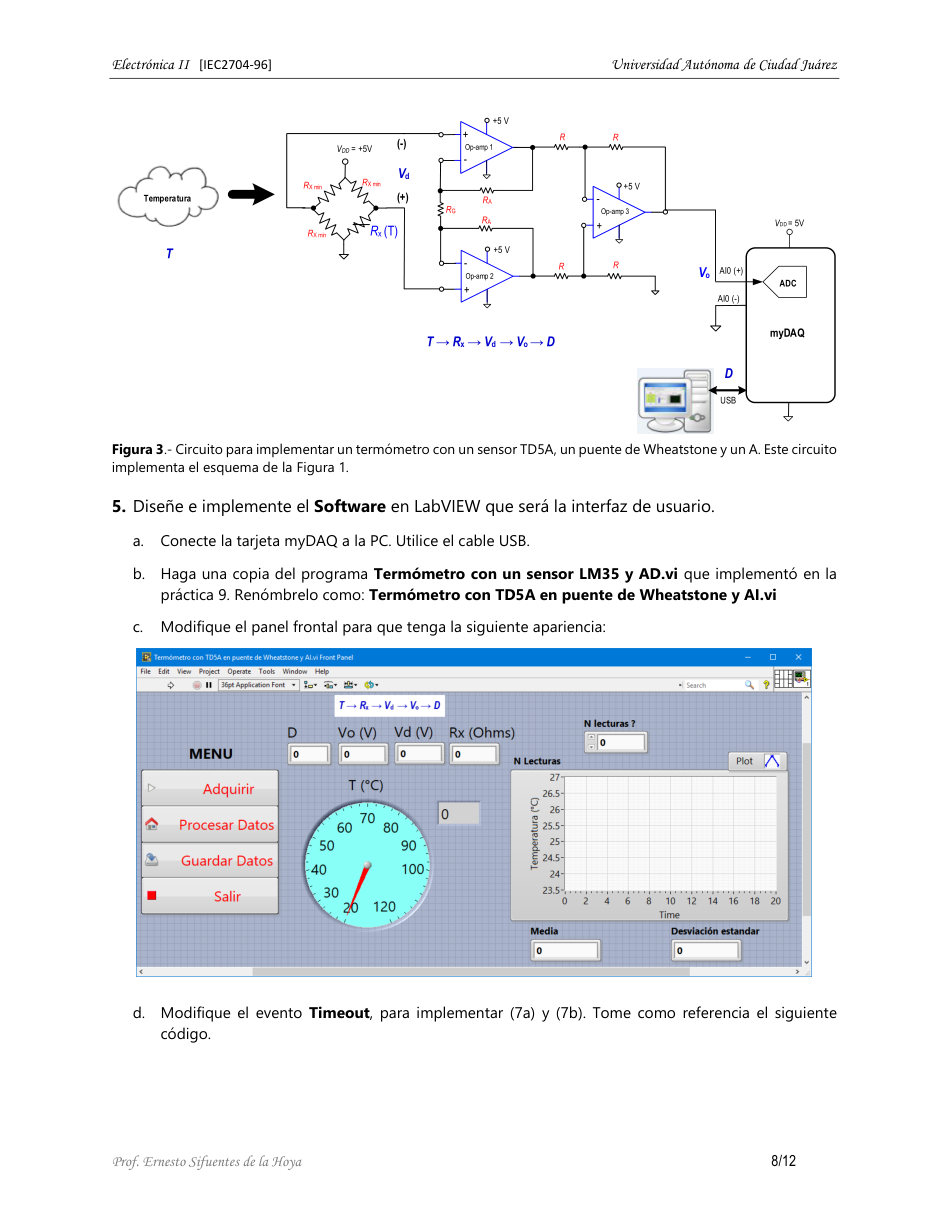 Electrónica II [IEC2704-96]
Universidad Autónoma de Ciudad Juárez
+5 V
Op-amp 1
+
-
R
R
VDD = +5V
(-)
Vd
(+)
RX min
RX min
RX min
Rx (T)
Temperatura
T
RA
RG
RA
+5 V
Op-amp 3
-
+
+5 V
Op-amp 2
-
+
R
R
VDD = 5V
Vo
AI0 (+)
ADC
AI0 (-)
myDAQ
T → Rx → Vd → Vo → D
D
USB
Figura 3.- Circuito para implementar un termómetro con un sensor TD5A, un puente de Wheatstone y un A. Este circuito
implementa el esquema de la Figura 1.
5. Diseñe e implemente el Software en LabVIEW que será la interfaz de usuario.
a. Conecte la tarjeta myDAQ a la PC. Utilice el cable USB.
b. Haga una copia del programa Termómetro con un sensor LM35 y AD.vi que implementó en la
práctica 9. Renómbrelo como: Termómetro con TD5A en puente de Wheatstone y AI.vi
c. Modifique el panel frontal para que tenga la siguiente apariencia:
Termómetro con TD5A en puente de Wheatstone y AI.vi Front Panel
File Edit View Project Operate Tools Window Help
36pt Application Font
Search
?
T → Rx → Vd → Vo → D
D Vo (V) Vd (V) Rx (Ohms)
0 0 0 0
N lecturas ?
0
MENU
Adquirir
Procesar Datos
Guardar Datos
Salir
T (°C)
0
20 30 40 50 60 70 80 90 100 120
N Lecturas
Plot
Temperatura (°C)
27
26.5
26
25.5
25
24.5
24
23.5
0 2 4 6 8 10 12 14 16 18 20
Time
Media
0
Desviación estandar
0
d. Modifique el evento Timeout, para implementar (7a) y (7b). Tome como referencia el siguiente
código.
Prof. Ernesto Sifuentes de la Hoya
8/12